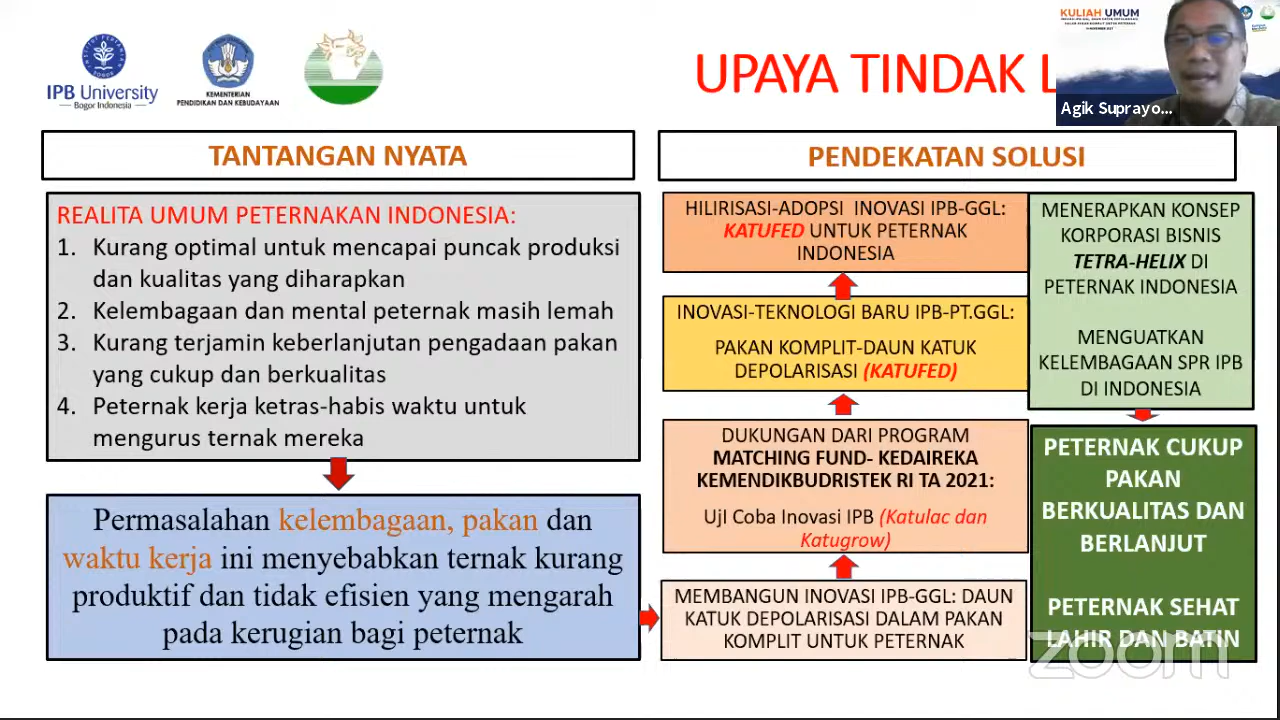 IPB University
Bogor Indonesia
KEMENTERIAN
PENDIDIKAN DAN KEBUDAYAAN
UPAYA TINDAK
KULIAH UMUM
Agik Suprayo...
TANTANGAN NYATA
REALITA UMUM PETERNAKAN INDONESIA:
1. Kurang optimal untuk mencapai puncak produksi
dan kualitas yang diharapkan
2. Kelembagaan dan mental peternak masih lemah
3. Kurang terjamin keberlanjutan pengadaan pakan
yang cukup dan berkualitas
4. Peternak kerja ketras-habis waktu untuk
mengurus ternak mereka
Permasalahan kelembagaan, pakan dan
waktu kerja ini menyebabkan ternak kurang
produktif dan tidak efisien yang mengarah
pada kerugian bagi peternak
PENDEKATAN SOLUSI
HILIRISASI-ADOPSI INOVASI IPB-GGL:
KATUFED UNTUK PETERNAK
INDONESIA
INOVASI-TEKNOLOGI BARU IPB-PT.GGL:
PAKAN KOMPLIT-DAUN KATUK
DEPOLARISASI (KATUFED)
DUKUNGAN DARI PROGRAM
MATCHING FUND- KEDAIREKA
KEMENDIKBUDRISTEK RI TA 2021:
UjI Coba Inovasi IPB (Katulac dan
Katugrow)
MEMBANGUN INOVASI IPB-GGL: DAUN
KATUK DEPOLARISASI DALAM PAKAN
KOMPLIT UNTUK PETERNAK
MENERAPKAN KONSEP
KORPORASI BISNIS
TETRA-HELIX DI
PETERNAK INDONESIA
MENGUATKAN
KELEMBAGAAN SPR IPB
DI INDONESIA
PETERNAK CUKUP
PAKAN
BERKUALITAS DAN
BERLANJUT
PETERNAK SEHAT
LAHIR DAN BATIN
zoom